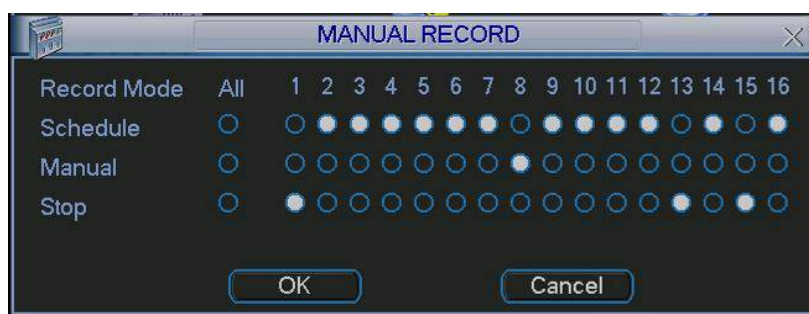 MANUAL RECORD
Record Mode All 1 2 3 4 5 6 7 8 9 10 11 12 13 14 15 16
Schedule
Manual
Stop
OK Cancel